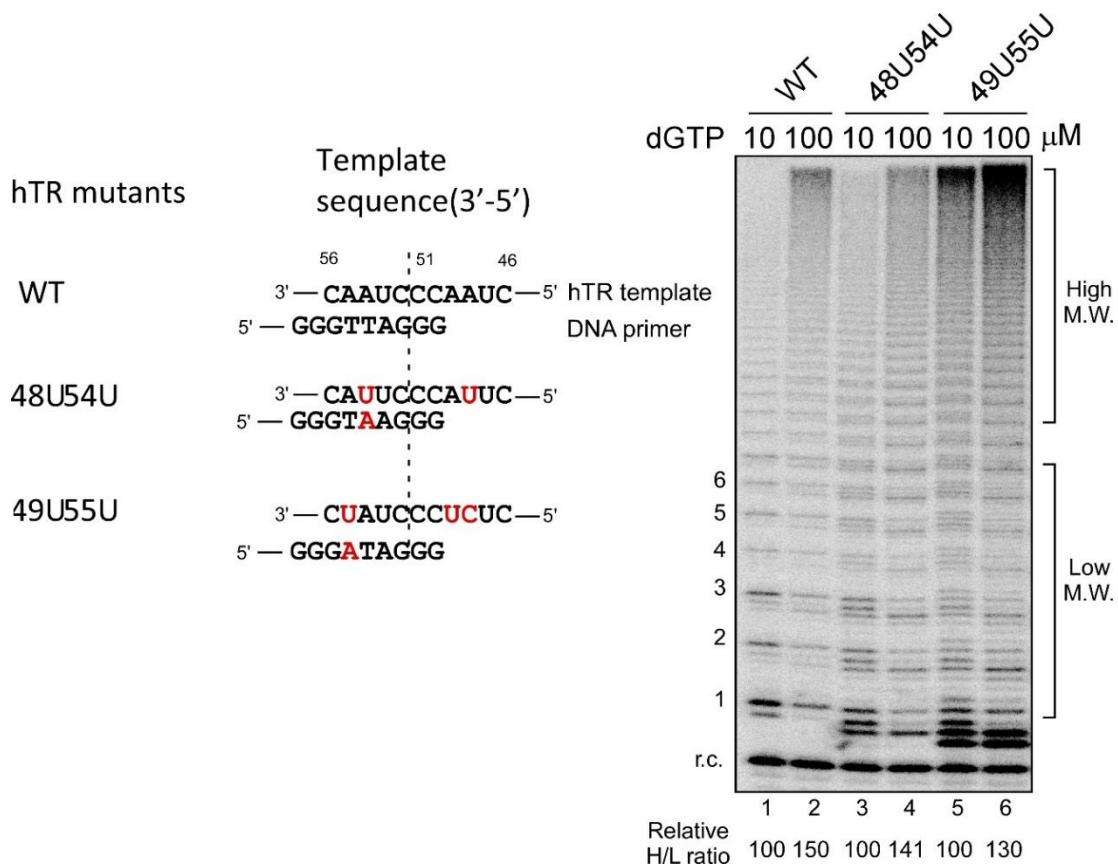 hTR mutants
Template
sequence(3'-5')
56 51 46
WT
3' — CAAUCCCAAUC — 5' hTR template
5' — GGGTTAGGG DNA primer
48U54U
3' — CAUUCCCAUUC — 5'
5' — GGGTAAGGG
49U55U
3' — CUAUCCCUCUC — 5'
5' — GGGATAGGG
WT 48U54U 49U55U
dGTP 10 100 10 100 10 100 μM
High
M.W.
6
5
4
3
2
1
Low
M.W.
r.c.
1 2 3 4 5 6
Relative
H/L ratio 100 150 100 141 100 130